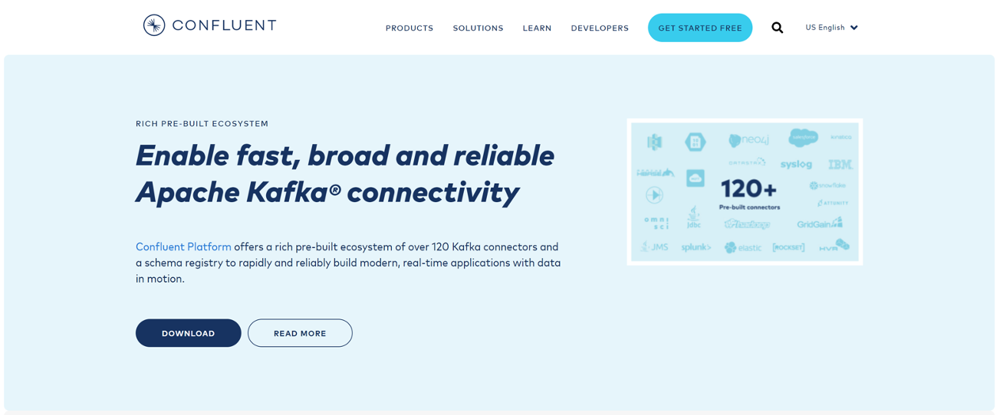 CONFLUENT
PRODUCTS
SOLUTIONS
LEARN
DEVELOPERS
GET STARTED FREE
US English
RICH PRE-BUILT ECOSYSTEM
Enable fast, broad and reliable
Apache Kafka® connectivity
Confluent Platform offers a rich pre-built ecosystem of over 120 Kafka connectors and
a schema registry to rapidly and reliably build modern, real-time applications with data
in motion.
DOWNLOAD
READ MORE
neo4j
salesforce
kinetica
DATASTAX
syslog
IBM
120+
Pre-built connectors
snowflake
ATTUNITY
omni
sci
jdbc
GridGain
JMS
splunk>
elastic
[ROCKSET]
HVR